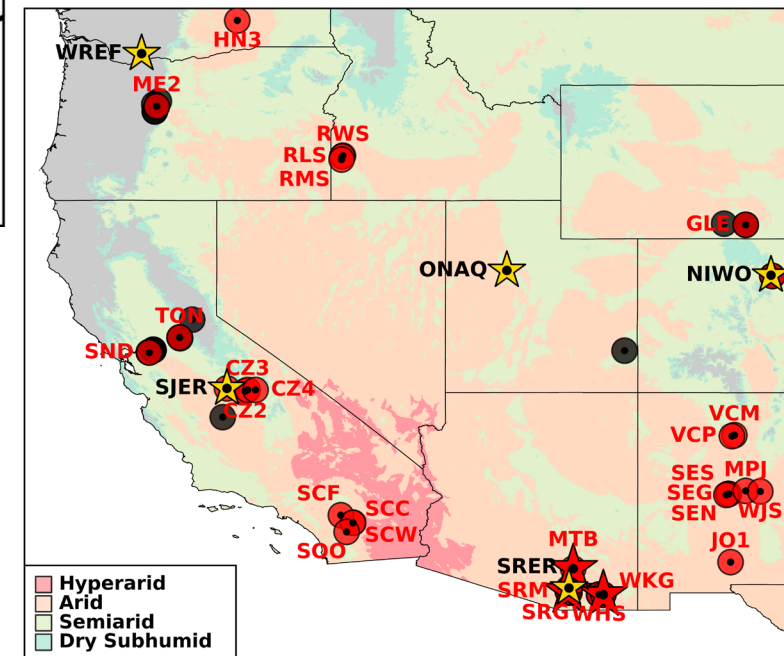 HN3
WREF
ME2
RWS
RLS
RMS
GLE
ONAQ
NIWO
TON
SND
CZ3
SJER
CZ4
CZ2
VCM
VCP
SES
MPJ
SEG
WJS
SEN
SCF
SCC
SCW
SQO
MTB
JO1
SRER
SRM
WKG
SRG
WHS
Hyperarid
Arid
Semiarid
Dry Subhumid